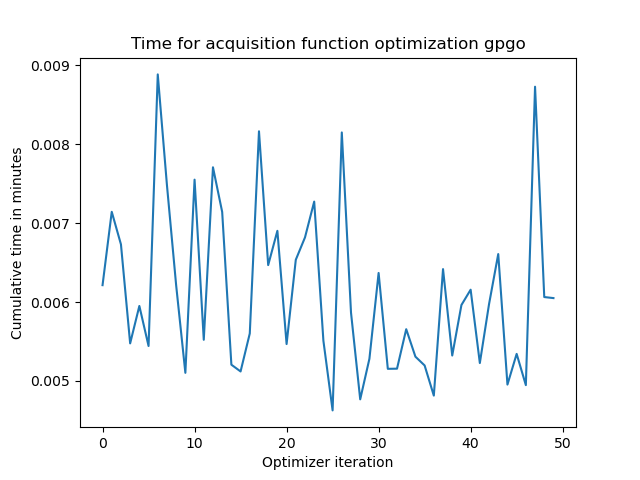 Time for acquisition function optimization gpgo
Cumulative time in minutes
0.009
0.008
0.007
0.006
0.005
0 10 20 30 40 50
Optimizer iteration